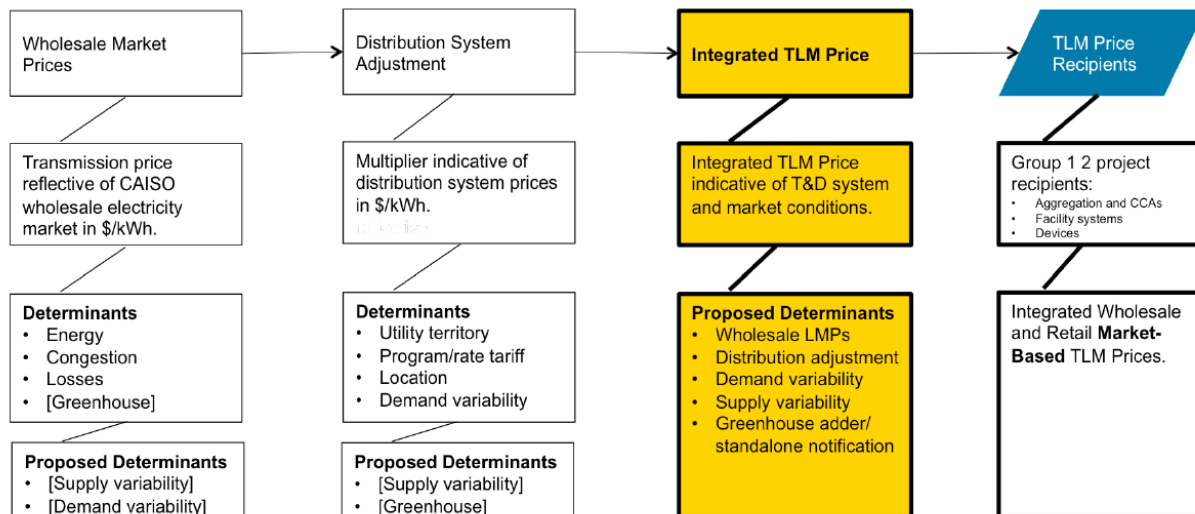 Wholesale Market
Prices
Distribution System
Adjustment
Integrated TLM Price
TLM Price
Recipients
Transmission price
reflective of CAISO
wholesale electricity
market in $/kWh.
Multiplier indicative of
distribution system prices
in $/kWh.
Integrated TLM Price
indicative of T&D system
and market conditions.
Group 1 2 project
recipients:
• Aggregation and CCAs
• Facility systems
• Devices
Determinants
• Energy
• Congestion
• Losses
• [Greenhouse]
Determinants
• Utility territory
• Program/rate tariff
• Location
• Demand variability
Proposed Determinants
• Wholesale LMPs
• Distribution adjustment
• Demand variability
• Supply variability
• Greenhouse adder/
standalone notification
Integrated Wholesale
and Retail Market-
Based TLM Prices.
Proposed Determinants
• [Supply variability]
• [Demand variability]
Proposed Determinants
• [Supply variability]
• [Greenhouse]